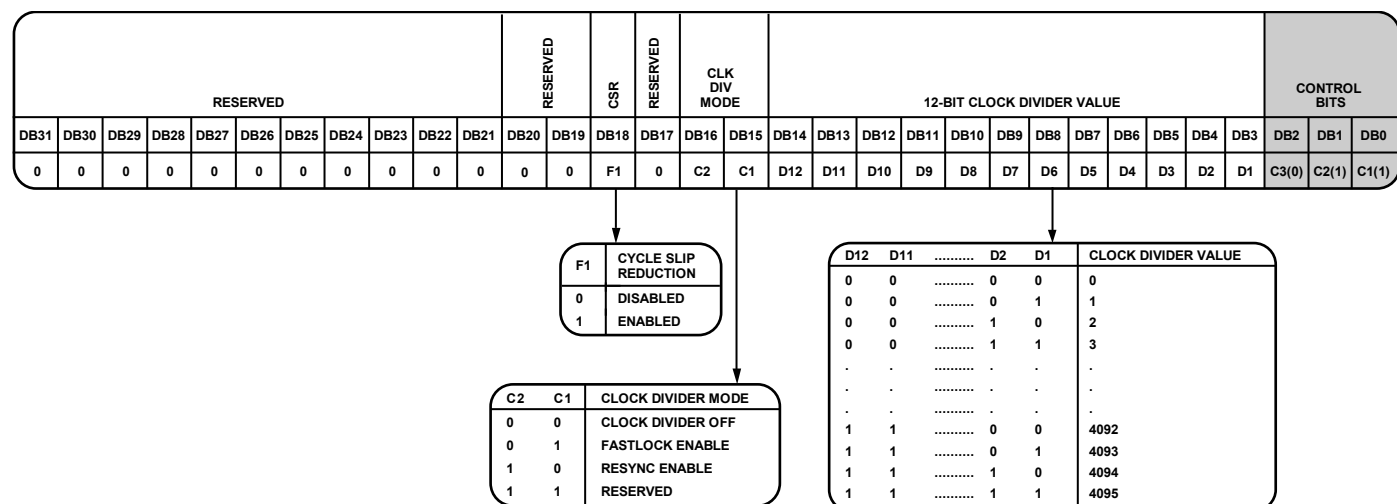 RESERVED RESERVED CSR RESERVED CLK DIV MODE 12-BIT CLOCK DIVIDER VALUE CONTROL BITS
DB31 DB30 DB29 DB28 DB27 DB26 DB25 DB24 DB23 DB22 DB21 DB20 DB19 DB18 DB17 DB16 DB15 DB14 DB13 DB12 DB11 DB10 DB9 DB8 DB7 DB6 DB5 DB4 DB3 DB2 DB1 DB0
0 0 0 0 0 0 0 0 0 0 0 0 0 F1 0 C2 C1 D12 D11 D10 D9 D8 D7 D6 D5 D4 D3 D2 D1 C3(0) C2(1) C1(1)
F1 CYCLE SLIP REDUCTION
0 DISABLED
1 ENABLED
C2 C1 CLOCK DIVIDER MODE
0 0 CLOCK DIVIDER OFF
0 1 FASTLOCK ENABLE
1 0 RESYNC ENABLE
1 1 RESERVED
D12 D11 .......... D2 D1 CLOCK DIVIDER VALUE
0 0 .......... 0 0 0
0 0 .......... 0 1 1
0 0 .......... 1 0 2
0 0 .......... 1 1 3
. . .......... . . .
. . .......... . . .
. . .......... . . .
1 1 .......... 0 0 4092
1 1 .......... 0 1 4093
1 1 .......... 1 0 4094
1 1 .......... 1 1 4095